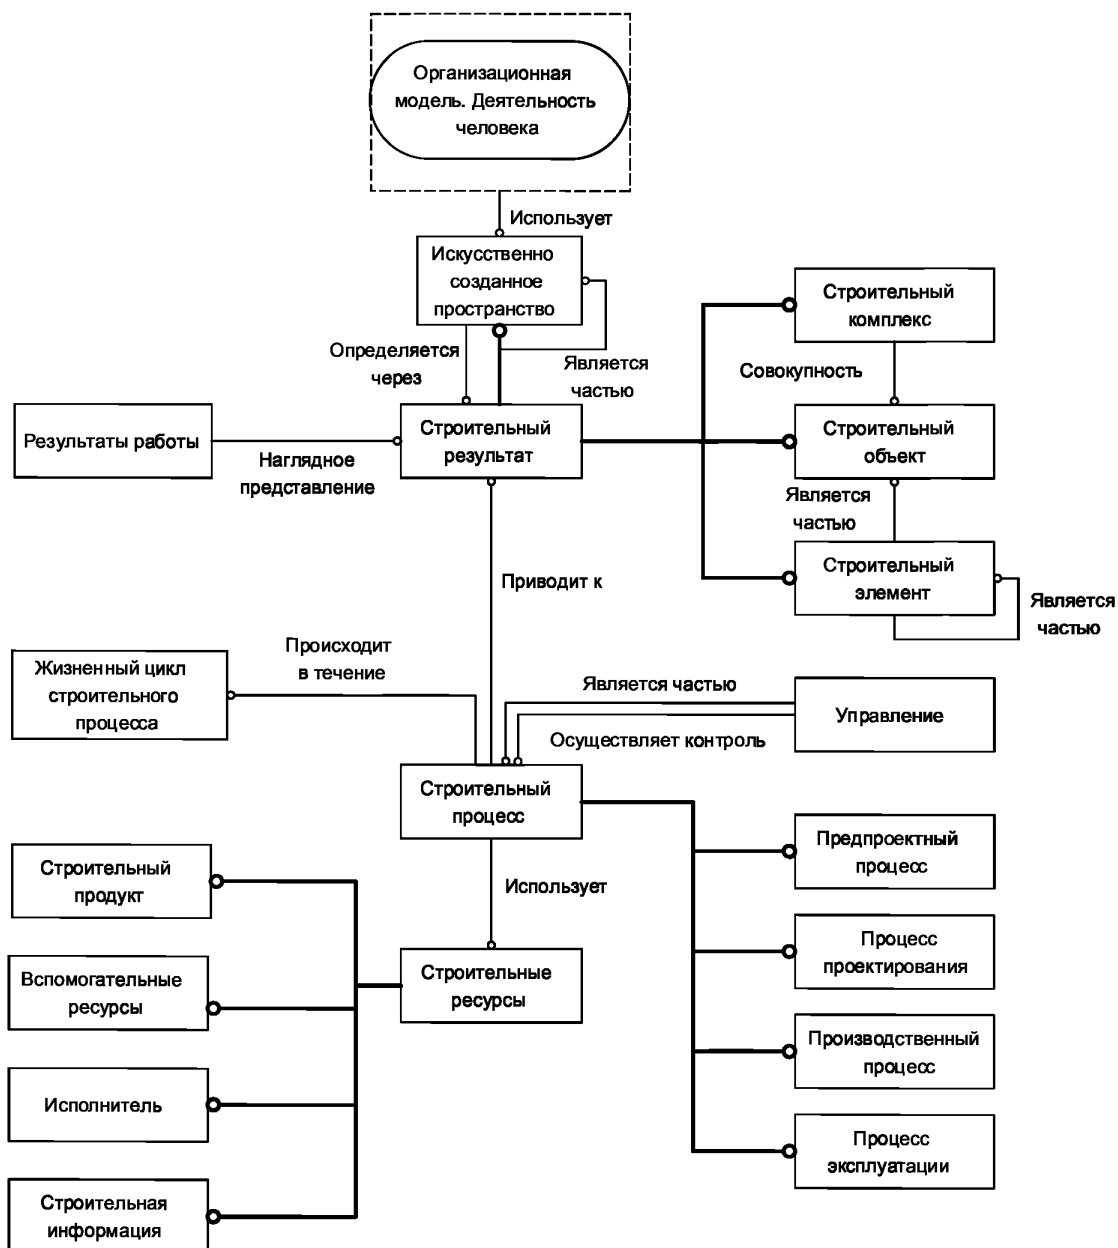 Организационная
модель. Деятельность
человека
Использует
Искусственно
созданное
пространство
Определяется
через
Является
частью
Строительный
комплекс
Совокупность
Результаты работы
Наглядное
представление
Строительный
результат
Строительный
объект
Является
частью
Строительный
элемент
Является
частью
Приводит к
Происходит
в течение
Жизненный цикл
строительного
процесса
Является частью
Осуществляет контроль
Управление
Строительный
процесс
Использует
Строительный
продукт
Вспомогательные
ресурсы
Исполнитель
Строительная
информация
Строительные
ресурсы
Предпроектный
процесс
Процесс
проектирования
Производственный
процесс
Процесс
эксплуатации